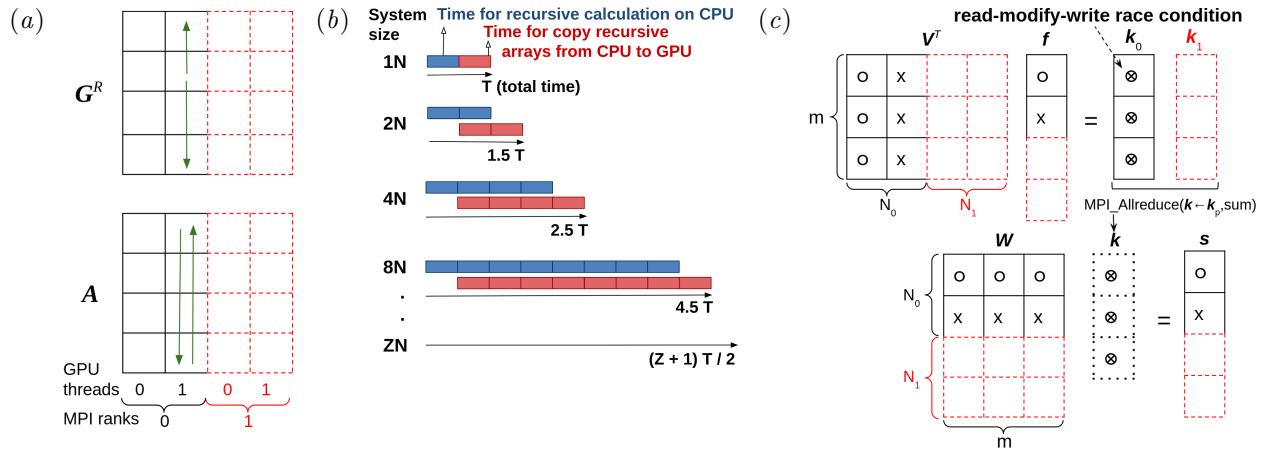 (a)
G^R
A
GPU
threads 0 1 0 1
MPI ranks 0 1
(b)
System
size
Time for recursive calculation on CPU
Time for copy recursive
arrays from CPU to GPU
1N
T (total time)
2N
1.5 T
4N
2.5 T
8N
4.5 T
.
.
ZN
(Z + 1) T / 2
(c)
read-modify-write race condition
V^T f k_0 k_1
m
O X O ⊗
O X X = ⊗
O X ⊗
N_0 N_1
MPI_Allreduce(k←k_p,sum)
W k s
N_0
O O O ⊗ O
X X X ⊗ = X
⊗
N_1
m